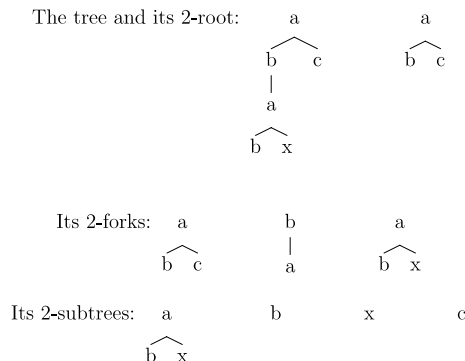 The tree and its 2-root: a a
b c b c
a
b x
Its 2-forks: a b a
b c a b x
Its 2-subtrees: a b x c
b x